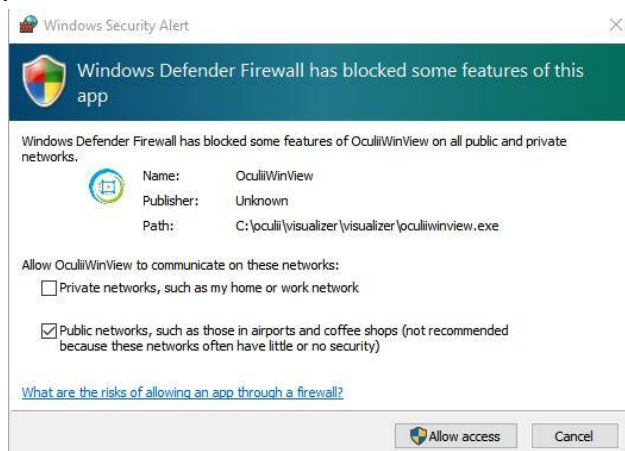 Windows Security Alert
Windows Defender Firewall has blocked some features of this
app
Windows Defender Firewall has blocked some features of OculiiWinView on all public and private
networks.
Name: OculiiWinView
Publisher: Unknown
Path: C:\oculii\visualizer\visualizer\oculiiwinview.exe
Allow OculiiWinView to communicate on these networks:
Private networks, such as my home or work network
Public networks, such as those in airports and coffee shops (not recommended
because these networks often have little or no security)
What are the risks of allowing an app through a firewall?
Allow access Cancel